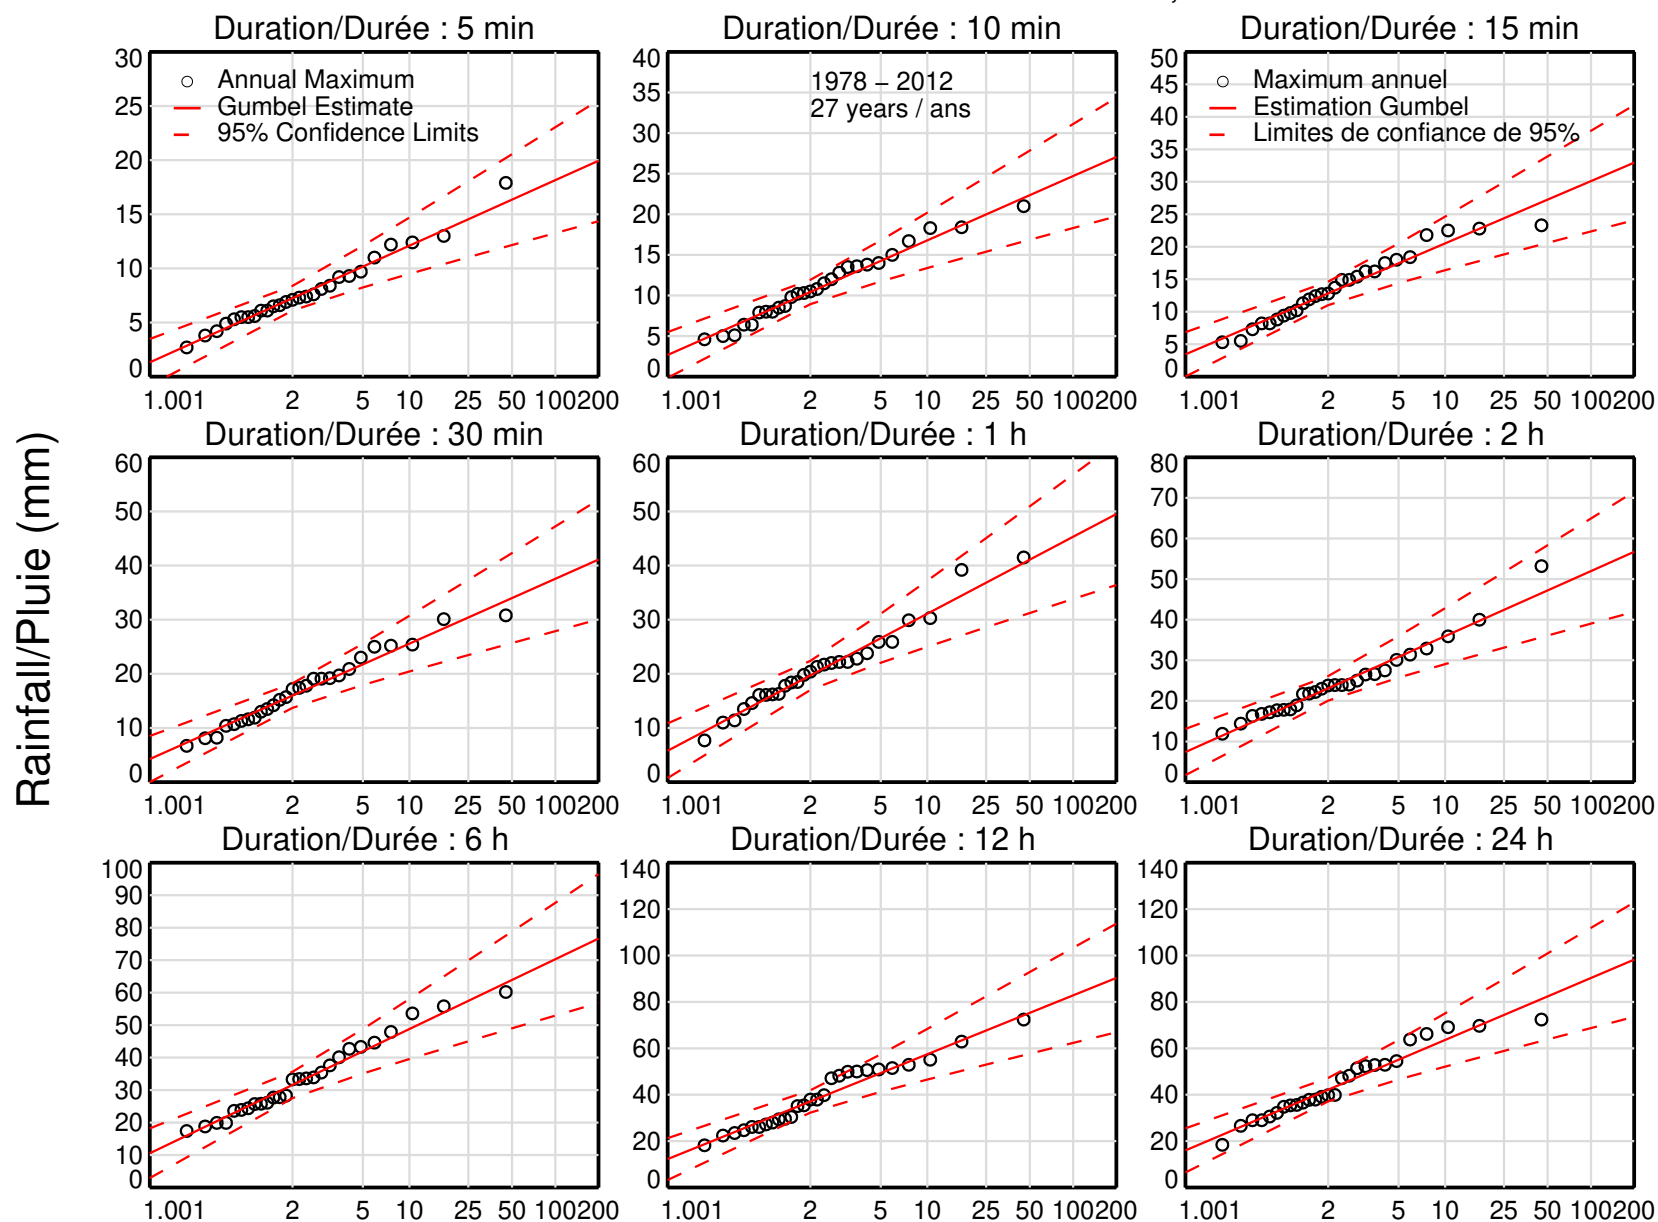 Duration/Durée : 5 min
30
25
20
15
10
5
0
Annual Maximum
Gumbel Estimate
95% Confidence Limits
1.001 2 5 10 25 50 100200
Duration/Durée : 10 min
40
35
30
25
20
15
10
5
0
1978 – 2012
27 years / ans
1.001 2 5 10 25 50 100200
Duration/Durée : 15 min
50
45
40
35
30
25
20
15
10
5
0
Maximum annuel
Estimation Gumbel
Limites de confiance de 95%
1.001 2 5 10 25 50 100200
Rainfall/Pluie (mm)
Duration/Durée : 30 min
60
50
40
30
20
10
0
1.001 2 5 10 25 50 100200
Duration/Durée : 1 h
60
50
40
30
20
10
0
1.001 2 5 10 25 50 100200
Duration/Durée : 2 h
80
70
60
50
40
30
20
10
0
1.001 2 5 10 25 50 100200
Duration/Durée : 6 h
100
90
80
70
60
50
40
30
20
10
0
1.001 2 5 10 25 50 100200
Duration/Durée : 12 h
140
120
100
80
60
40
20
0
1.001 2 5 10 25 50 100200
Duration/Durée : 24 h
140
120
100
80
60
40
20
0
1.001 2 5 10 25 50 100200